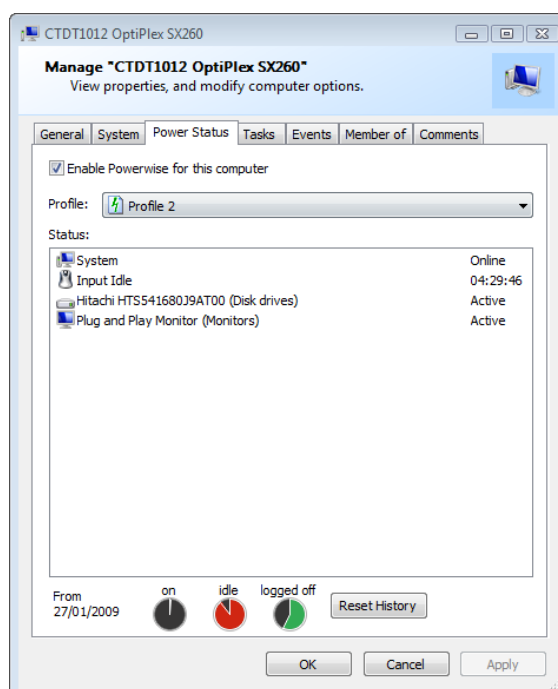 CTDT1012 OptiPlex SX260
Manage "CTDT1012 OptiPlex SX260"
View properties, and modify computer options.
General System Power Status Tasks Events Member of Comments
Enable Powerwise for this computer
Profile: Profile 2
Status:
System Online
Input Idle 04:29:46
Hitachi HTS541680J9AT00 (Disk drives) Active
Plug and Play Monitor (Monitors) Active
From on idle logged off
27/01/2009 Reset History
OK Cancel Apply